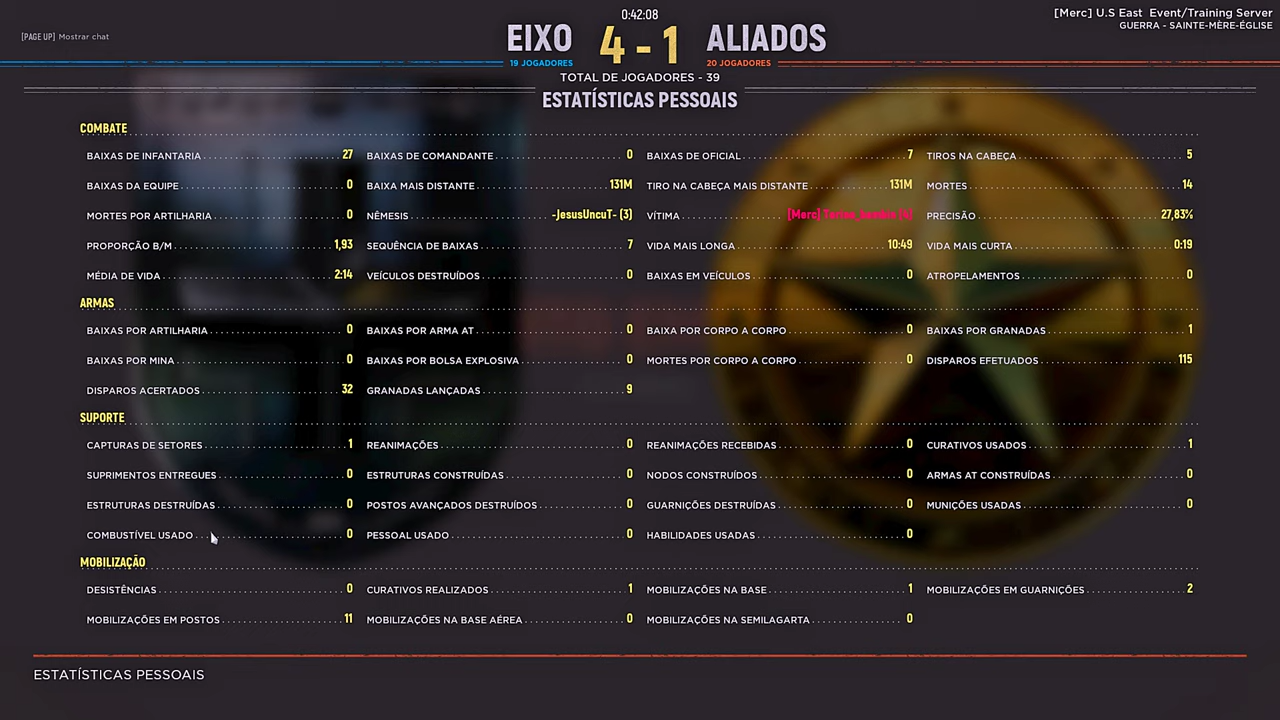 0:42:08
[Merc] U.S East Event/Training Server
GUERRA - SAINTE-MÈRE-ÉGLISE
[PAGE UP] Mostrar chat
EIXO 4 - 1 ALIADOS
19 JOGADORES 20 JOGADORES
TOTAL DE JOGADORES - 39
ESTATÍSTICAS PESSOAIS
COMBATE
BAIXAS DE INFANTARIA 27 BAIXAS DE COMANDANTE 0 BAIXAS DE OFICIAL 7 TIROS NA CABEÇA 5
BAIXAS DA EQUIPE 0 BAIXA MAIS DISTANTE 131M TIRO NA CABEÇA MAIS DISTANTE 131M MORTES 14
MORTES POR ARTILHARIA 0 NÊMESIS -JesusUncuT- (3) VÍTIMA [Merc] PRECISÃO 27,83%
PROPORÇÃO B/M 1,93 SEQUÊNCIA DE BAIXAS 7 VIDA MAIS LONGA 10:49 VIDA MAIS CURTA 0:19
MÉDIA DE VIDA 2:14 VEÍCULOS DESTRUÍDOS 0 BAIXAS EM VEÍCULOS 0 ATROPELAMENTOS 0
ARMAS
BAIXAS POR ARTILHARIA 0 BAIXAS POR ARMA AT 0 BAIXA POR CORPO A CORPO 0 BAIXAS POR GRANADAS 1
BAIXAS POR MINA 0 BAIXAS POR BOLSA EXPLOSIVA 0 MORTES POR CORPO A CORPO 0 DISPAROS EFETUADOS 115
DISPAROS ACERTADOS 32 GRANADAS LANÇADAS 9
SUPORTE
CAPTURAS DE SETORES 1 REANIMAÇÕES 0 REANIMAÇÕES RECEBIDAS 0 CURATIVOS USADOS 1
SUPRIMENTOS ENTREGUES 0 ESTRUTURAS CONSTRUÍDAS 0 NODOS CONSTRUÍDOS 0 ARMAS AT CONSTRUÍDAS 0
ESTRUTURAS DESTRUÍDAS 0 POSTOS AVANÇADOS DESTRUÍDOS 0 GUARNIÇÕES DESTRUÍDAS 0 MUNIÇÕES USADAS 0
COMBUSTÍVEL USADO 0 PESSOAL USADO 0 HABILIDADES USADAS 0
MOBILIZAÇÃO
DESISTÊNCIAS 0 CURATIVOS REALIZADOS 1 MOBILIZAÇÕES NA BASE 1 MOBILIZAÇÕES EM GUARNIÇÕES 2
MOBILIZAÇÕES EM POSTOS 11 MOBILIZAÇÕES NA BASE AÉREA 0 MOBILIZAÇÕES NA SEMILAGARTA 0
ESTATÍSTICAS PESSOAIS